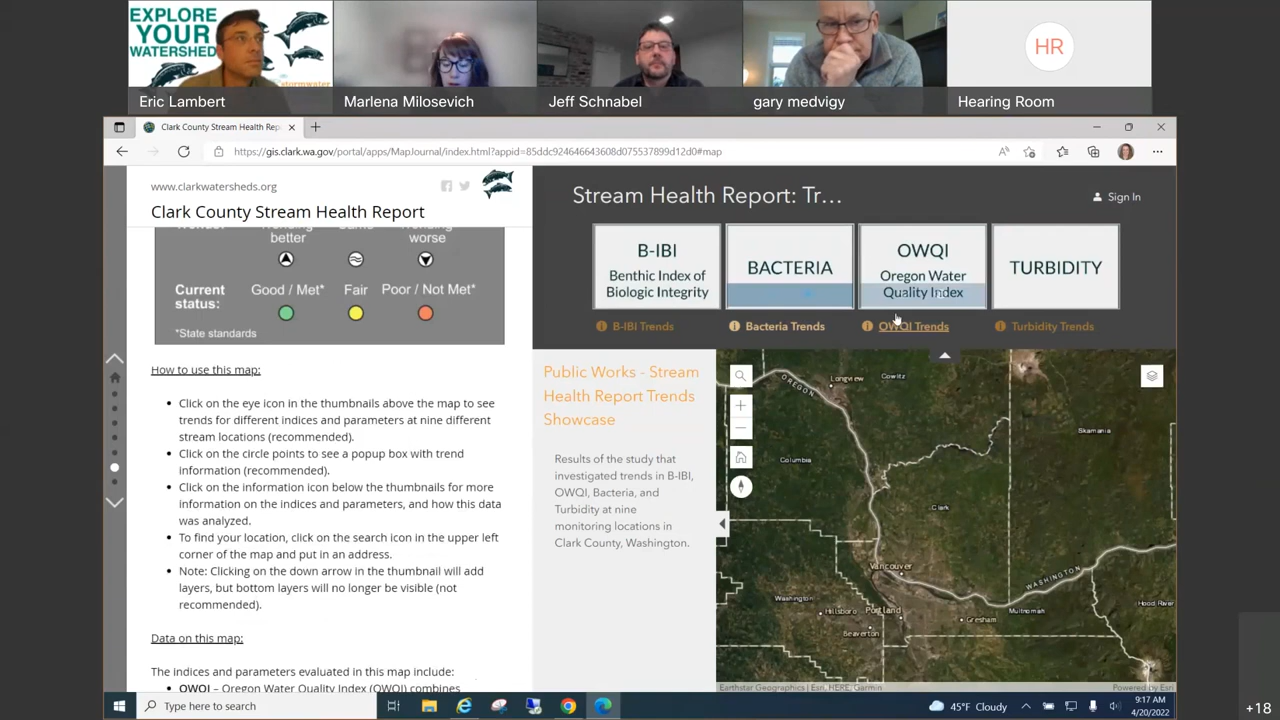 EXPLORE
YOUR
WATERSHED
stormwater
HR
Eric Lambert
Marlena Milosevich
Jeff Schnabel
gary medvigy
Hearing Room
Clark County Stream Health Rep
https://gis.clark.wa.gov/portal/apps/MapJournal/index.html?appid=85ddc924646643608d075537899d12d0#map
www.clarkwatersheds.org
Clark County Stream Health Report
Trending better
Same
Trending worse
Current status:
Good / Met*
Fair
Poor / Not Met*
*State standards
How to use this map:
• Click on the eye icon in the thumbnails above the map to see
trends for different indices and parameters at nine different
stream locations (recommended).
• Click on the circle points to see a popup box with trend
information (recommended).
• Click on the information icon below the thumbnails for more
information on the indices and parameters, and how this data
was analyzed.
• To find your location, click on the search icon in the upper left
corner of the map and put in an address.
• Note: Clicking on the down arrow in the thumbnail will add
layers, but bottom layers will no longer be visible (not
recommended).
Data on this map:
The indices and parameters evaluated in this map include:
• OWQI – Oregon Water Quality Index (OWQI) combines
Stream Health Report: Tr...
Sign In
B-IBI
Benthic Index of
Biologic Integrity
BACTERIA
OWQI
Oregon Water
Quality Index
TURBIDITY
B-IBI Trends
Bacteria Trends
OWQI Trends
Turbidity Trends
Public Works - Stream
Health Report Trends
Showcase
Results of the study that
investigated trends in B-IBI,
OWQI, Bacteria, and
Turbidity at nine
monitoring locations in
Clark County, Washington.
OREGON
Longview
Cowlitz
Skamania
Columbia
Clark
Vancouver
WASHINGTON
Washington
Hillsboro
Portland
Multnomah
Gresham
Beaverton
Hood River
Earthstar Geographics | Esri, HERE, Garmin
Powered by Esri
Type here to search
45°F Cloudy
9:17 AM
4/20/2022
+18